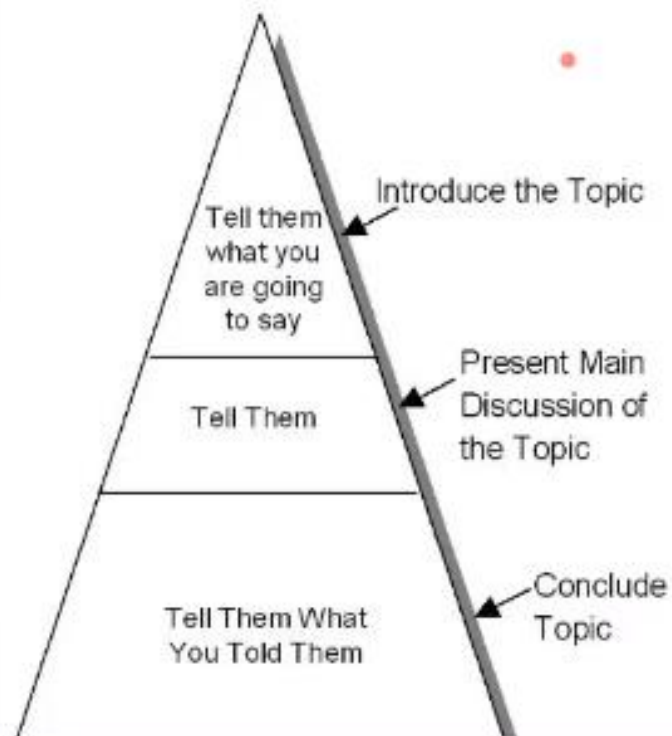 Introduce the Topic
Tell them
what you
are going
to say
Present Main
Discussion of
the Topic
Tell Them
Conclude
Topic
Tell Them What
You Told Them